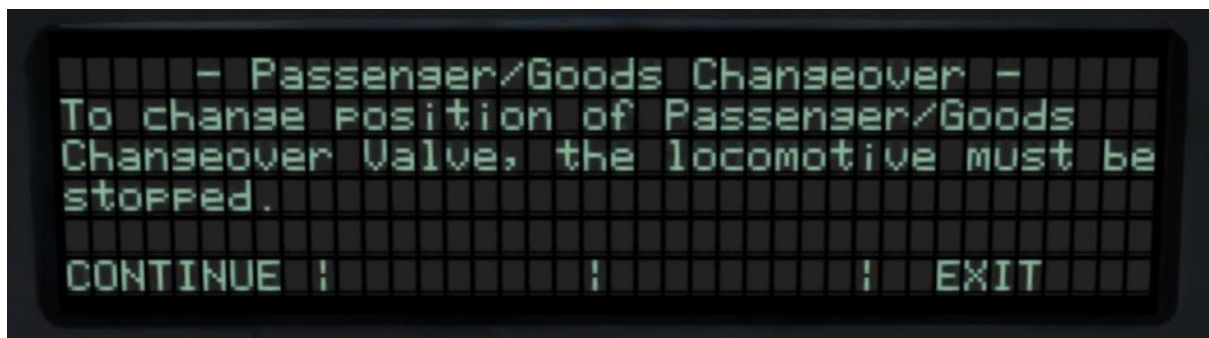 - Passenger/Goods Changeover -
To change position of Passenger/Goods
Changeover Valve, the locomotive must be
stopped.
CONTINUE ¦ ¦ ¦ EXIT